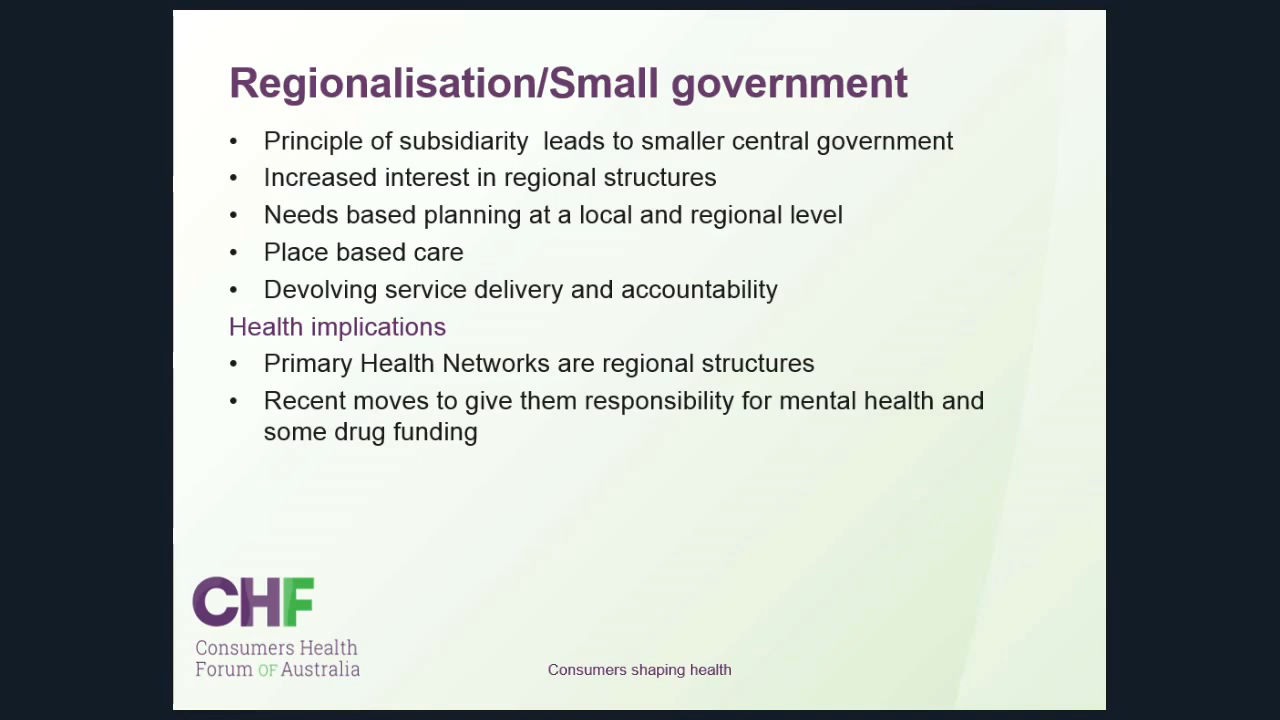 Regionalisation/Small government
• Principle of subsidiarity  leads to smaller central government
• Increased interest in regional structures
• Needs based planning at a local and regional level
• Place based care
• Devolving service delivery and accountability
Health implications
• Primary Health Networks are regional structures
• Recent moves to give them responsibility for mental health and
some drug funding
CHF
Consumers Health
Forum OF Australia
Consumers shaping health